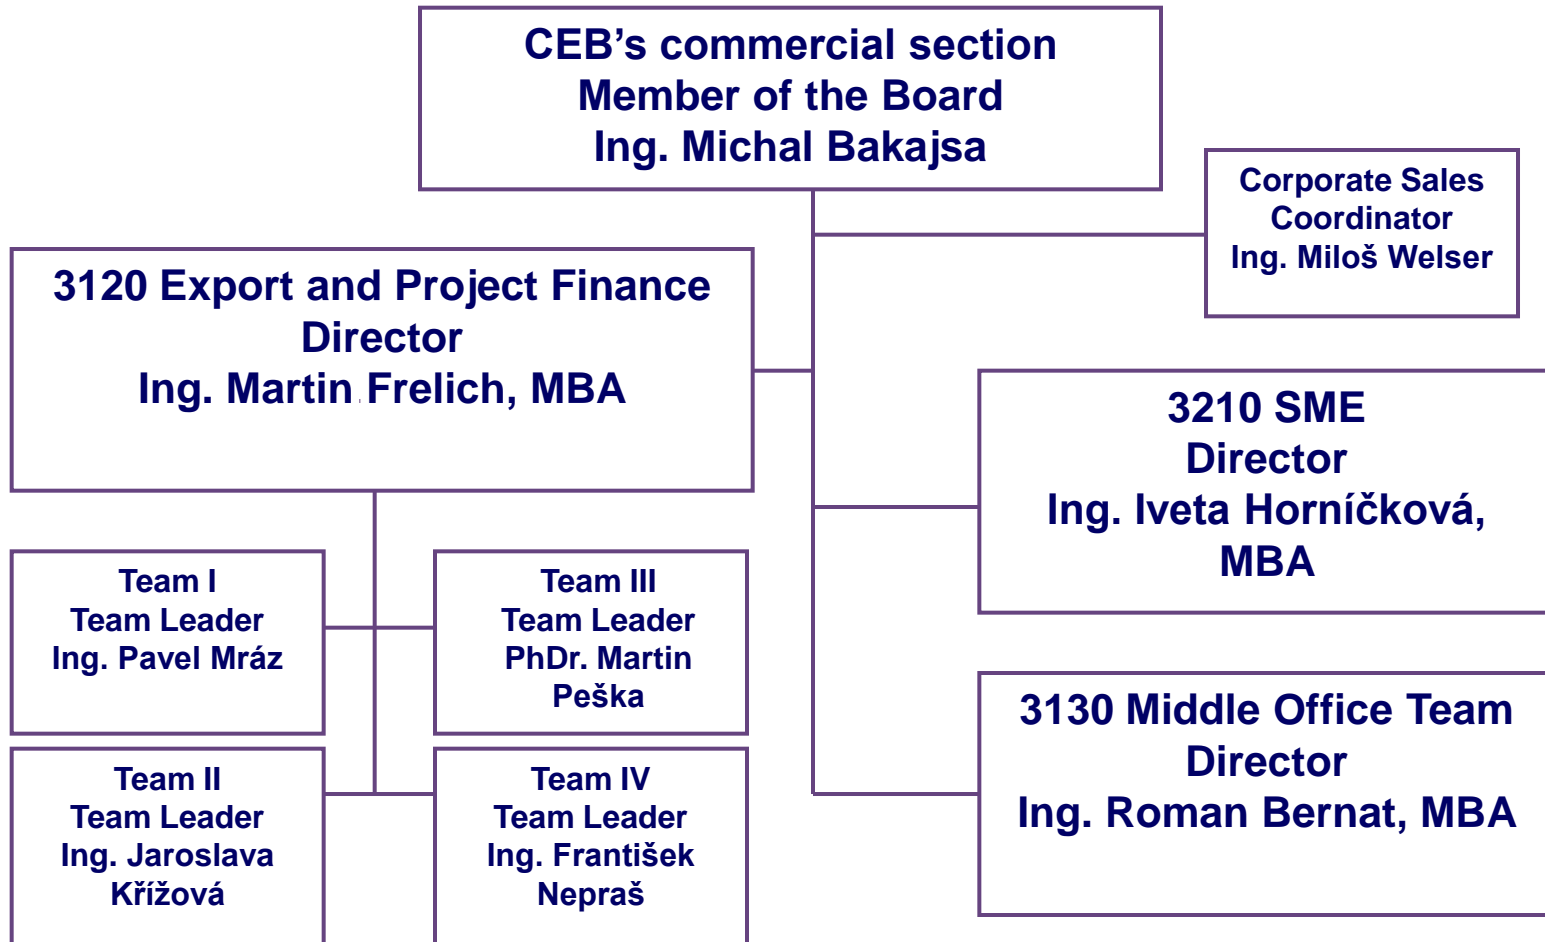 CEB’s commercial section
Member of the Board
Ing. Michal Bakajsa
Corporate Sales
Coordinator
Ing. Miloš Welser
3120 Export and Project Finance
Director
Ing. Martin Frelich, MBA
3210 SME
Director
Ing. Iveta Horníčková,
MBA
Team I
Team Leader
Ing. Pavel Mráz
Team III
Team Leader
PhDr. Martin
Peška
3130 Middle Office Team
Director
Ing. Roman Bernat, MBA
Team II
Team Leader
Ing. Jaroslava
Křížová
Team IV
Team Leader
Ing. František
Nepraš